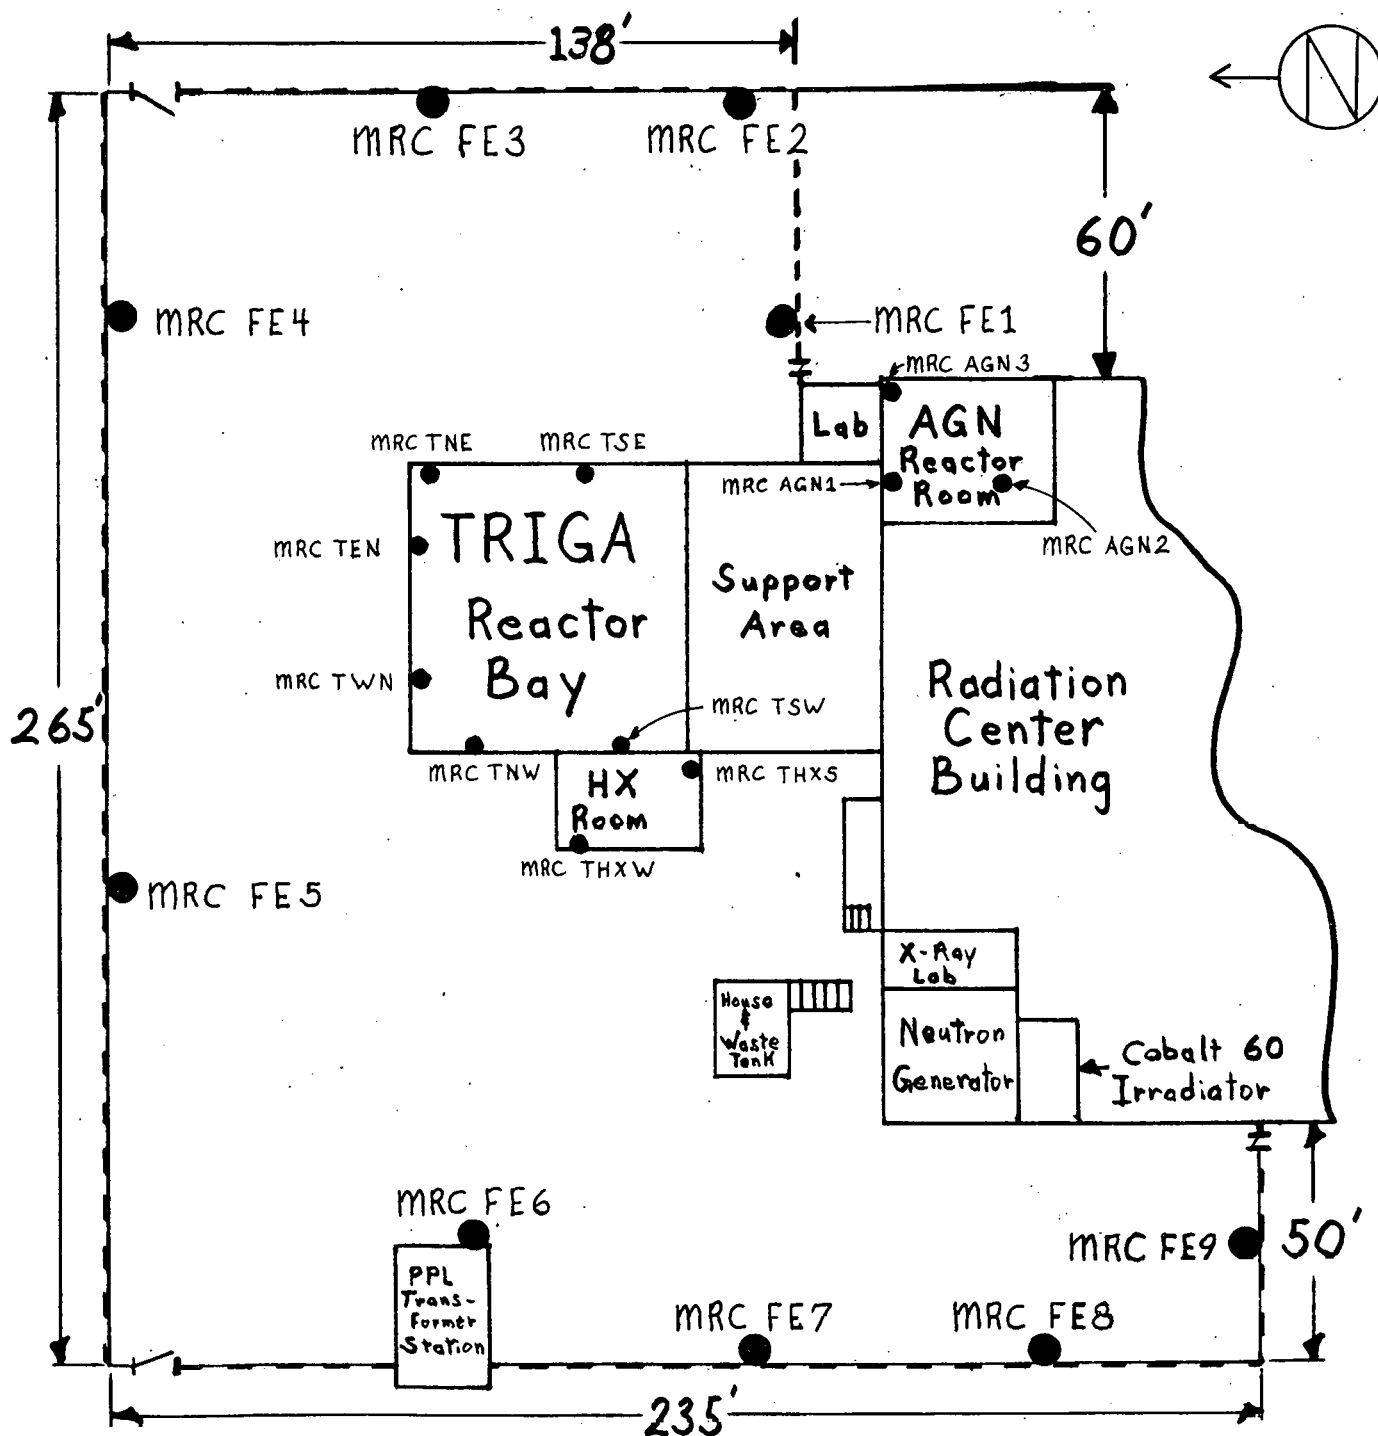 138'
N
MRC FE3
MRC FE2
60'
MRC FE4
MRC FE1
MRC AGN3
Lab
AGN
Reactor
Room
MRC TNE
MRC TSE
MRC AGN1
MRC AGN2
MRC TEN
TRIGA
Reactor
Bay
Support
Area
MRC TWN
MRC TSW
Radiation
Center
Building
265'
MRC TNW
HX
Room
MRC THXS
MRC THXW
MRC FE5
X-Ray
Lab
House
&
Waste
Tank
Neutron
Generator
Cobalt 60
Irradiator
MRC FE6
PPL
Trans-
former
Station
MRC FE7
MRC FE8
MRC FE9
50'
235'